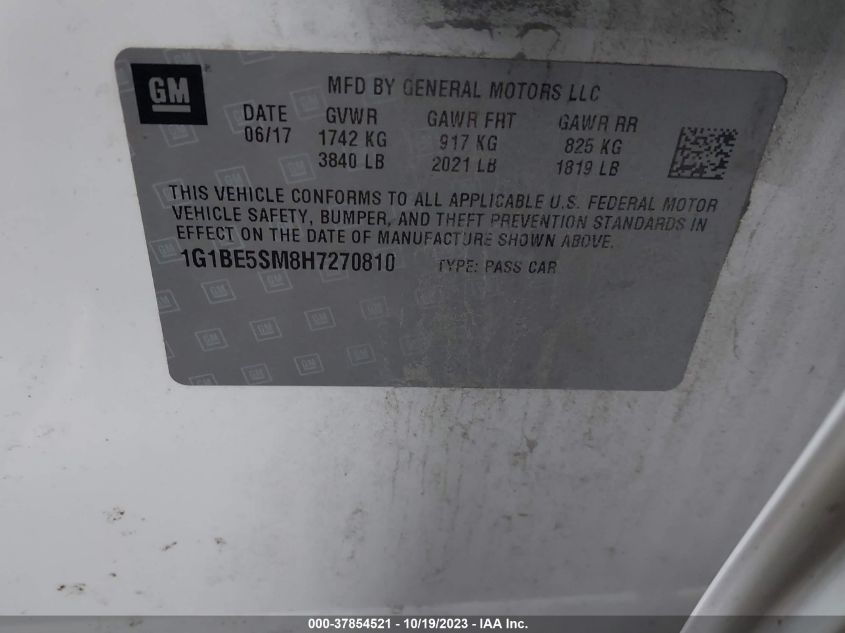 GM
MFD BY GENERAL MOTORS LLC
DATE GVWR GAWR FRT GAWR RR
06/17 1742 KG 917 KG 825 KG
3840 LB 2021 LB 1819 LB
THIS VEHICLE CONFORMS TO ALL APPLICABLE U.S. FEDERAL MOTOR
VEHICLE SAFETY, BUMPER, AND THEFT PREVENTION STANDARDS IN
EFFECT ON THE DATE OF MANUFACTURE SHOWN ABOVE.
1G1BE5SM8H7270810 TYPE: PASS CAR
000-37854521 - 10/19/2023 - IAA Inc.